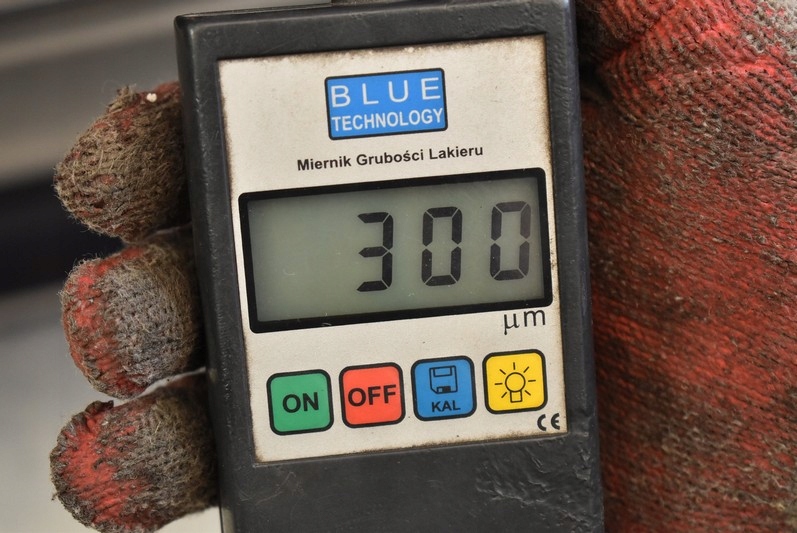 BLUE
TECHNOLOGY
Miernik Grubości Lakieru
300
µm
ON OFF KAL
CE